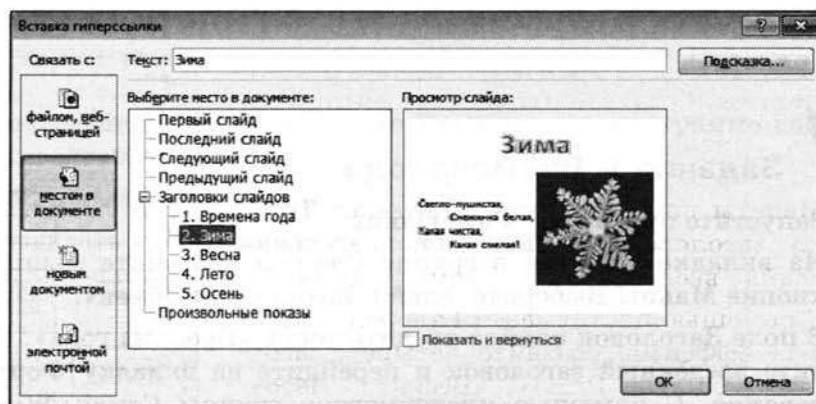 Вставка гиперссылки
Связать с:
Текст: Зима
Подсказка...
файлом, веб-
страницей
местом в
документе
новым
документом
электронной
почтой
Выберите место в документе:
Первый слайд
Последний слайд
Следующий слайд
Предыдущий слайд
Заголовки слайдов
1. Времена года
2. Зима
3. Весна
4. Лето
5. Осень
Произвольные показы
Просмотр слайда:
Зима
Светло-пушистая,
Снежинка белая,
Какая чистая,
Какая смелая!
Показать и вернуться
ОК
Отмена